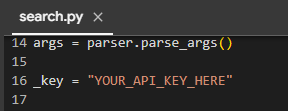 search.py ×
14 args = parser.parse_args()
15
16 _key = "YOUR_API_KEY_HERE"
17